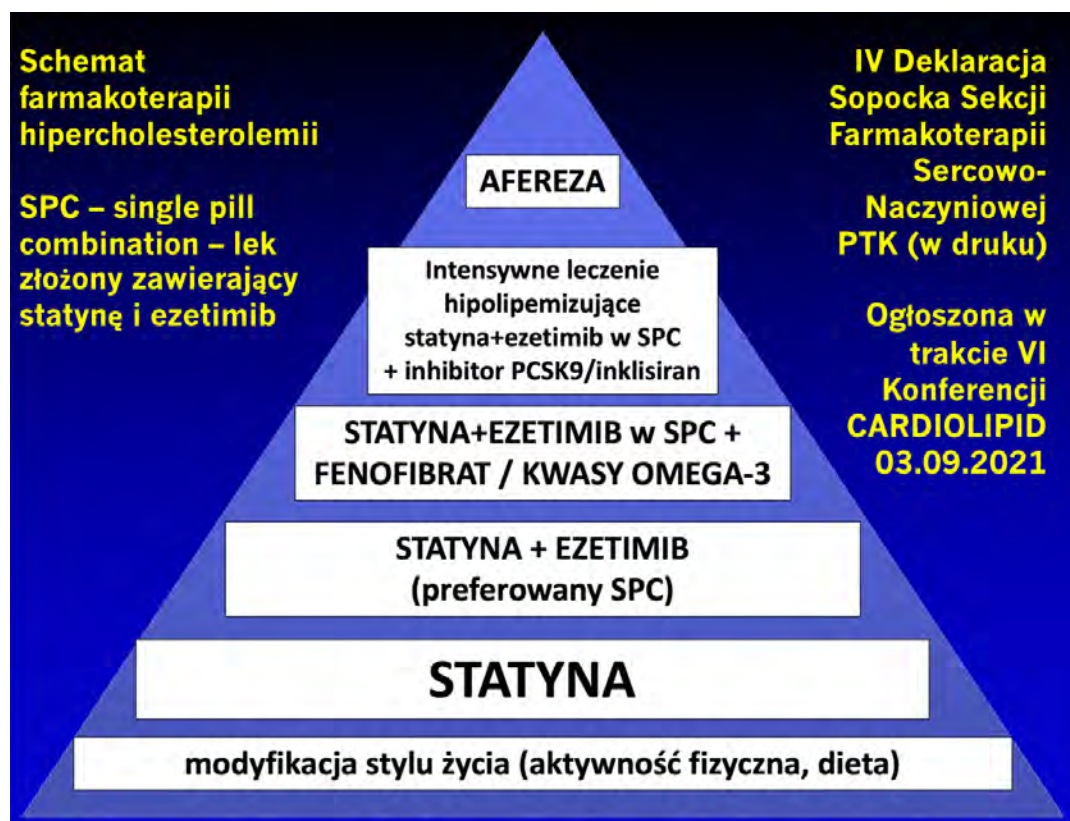 Schemat
farmakoterapii
hipercholesterolemii
SPC – single pill
combination – lek
złożony zawierający
statynę i ezetimib
IV Deklaracja
Sopocka Sekcji
Farmakoterapii
Sercowo-
Naczyniowej
PTK (w druku)
Ogłoszona w
trakcie VI
Konferencji
CARDIOLIPID
03.09.2021
AFEREZA
Intensywne leczenie
hipolipemizujące
statyna+ezetimib w SPC
+ inhibitor PCSK9/inklisiran
STATYNA+EZETIMIB w SPC +
FENOFIBRAT / KWASY OMEGA-3
STATYNA + EZETIMIB
(preferowany SPC)
STATYNA
modyfikacja stylu życia (aktywność fizyczna, dieta)